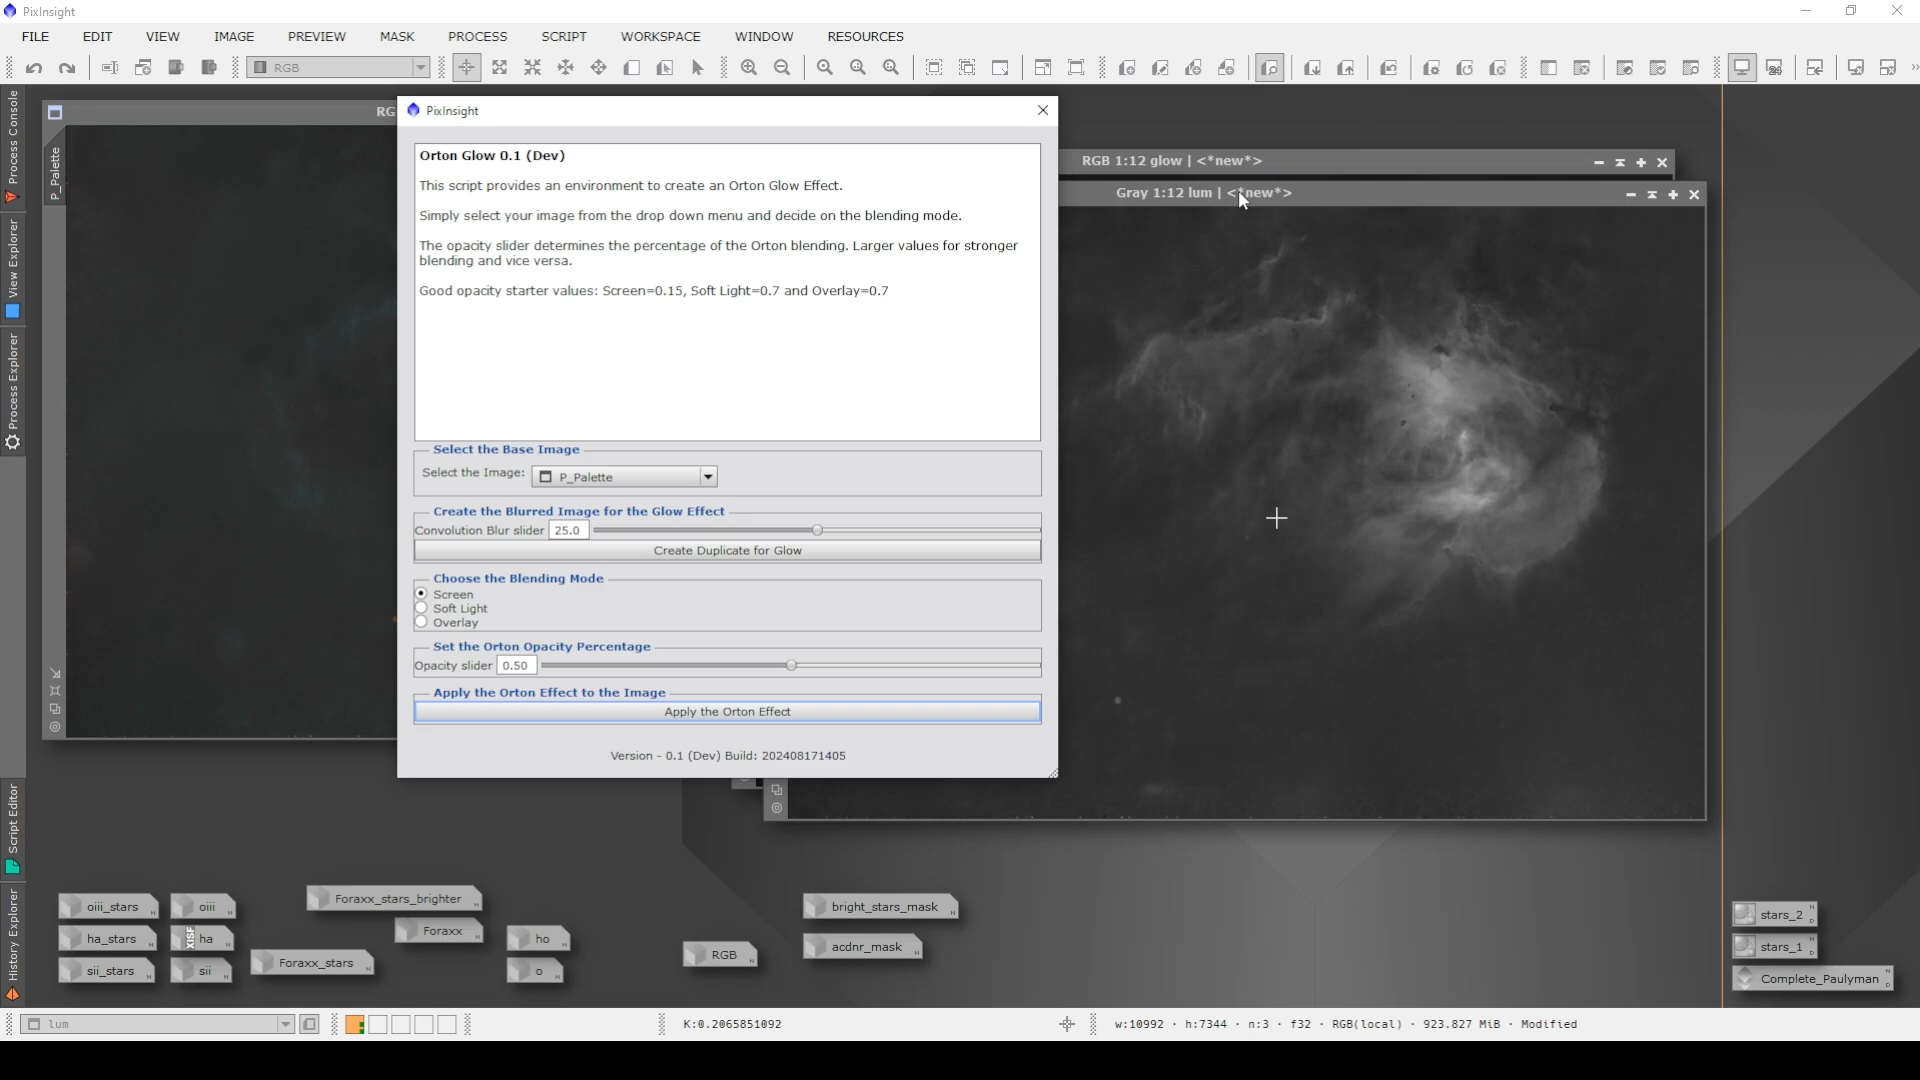 PixInsight
FILE EDIT VIEW IMAGE PREVIEW MASK PROCESS SCRIPT WORKSPACE WINDOW RESOURCES
RGB
24
Process Console
View Explorer
Process Explorer
Script Editor
History Explorer
RG
P_Palette
RGB 1:12 glow | <*new*>
Gray 1:12 lum | <*new*>
PixInsight
Orton Glow 0.1 (Dev)
This script provides an environment to create an Orton Glow Effect.
Simply select your image from the drop down menu and decide on the blending mode.
The opacity slider determines the percentage of the Orton blending. Larger values for stronger
blending and vice versa.
Good opacity starter values: Screen=0.15, Soft Light=0.7 and Overlay=0.7
Select the Base Image
Select the Image: P_Palette
Create the Blurred Image for the Glow Effect
Convolution Blur slider 25.0
Create Duplicate for Glow
Choose the Blending Mode
Screen
Soft Light
Overlay
Set the Orton Opacity Percentage
Opacity slider 0.50
Apply the Orton Effect to the Image
Apply the Orton Effect
Version - 0.1 (Dev) Build: 202408171405
oiii_stars
oiii
ha_stars
XISF ha
sii_stars
sii
Foraxx_stars_brighter
Foraxx
Foraxx_stars
ho
o
RGB
bright_stars_mask
acdnr_mask
stars_2
stars_1
Complete_Paulyman
lum
K:0.2065851092
w:10992 · h:7344 · n:3 · f32 · RGB(local) · 923.827 MiB · Modified